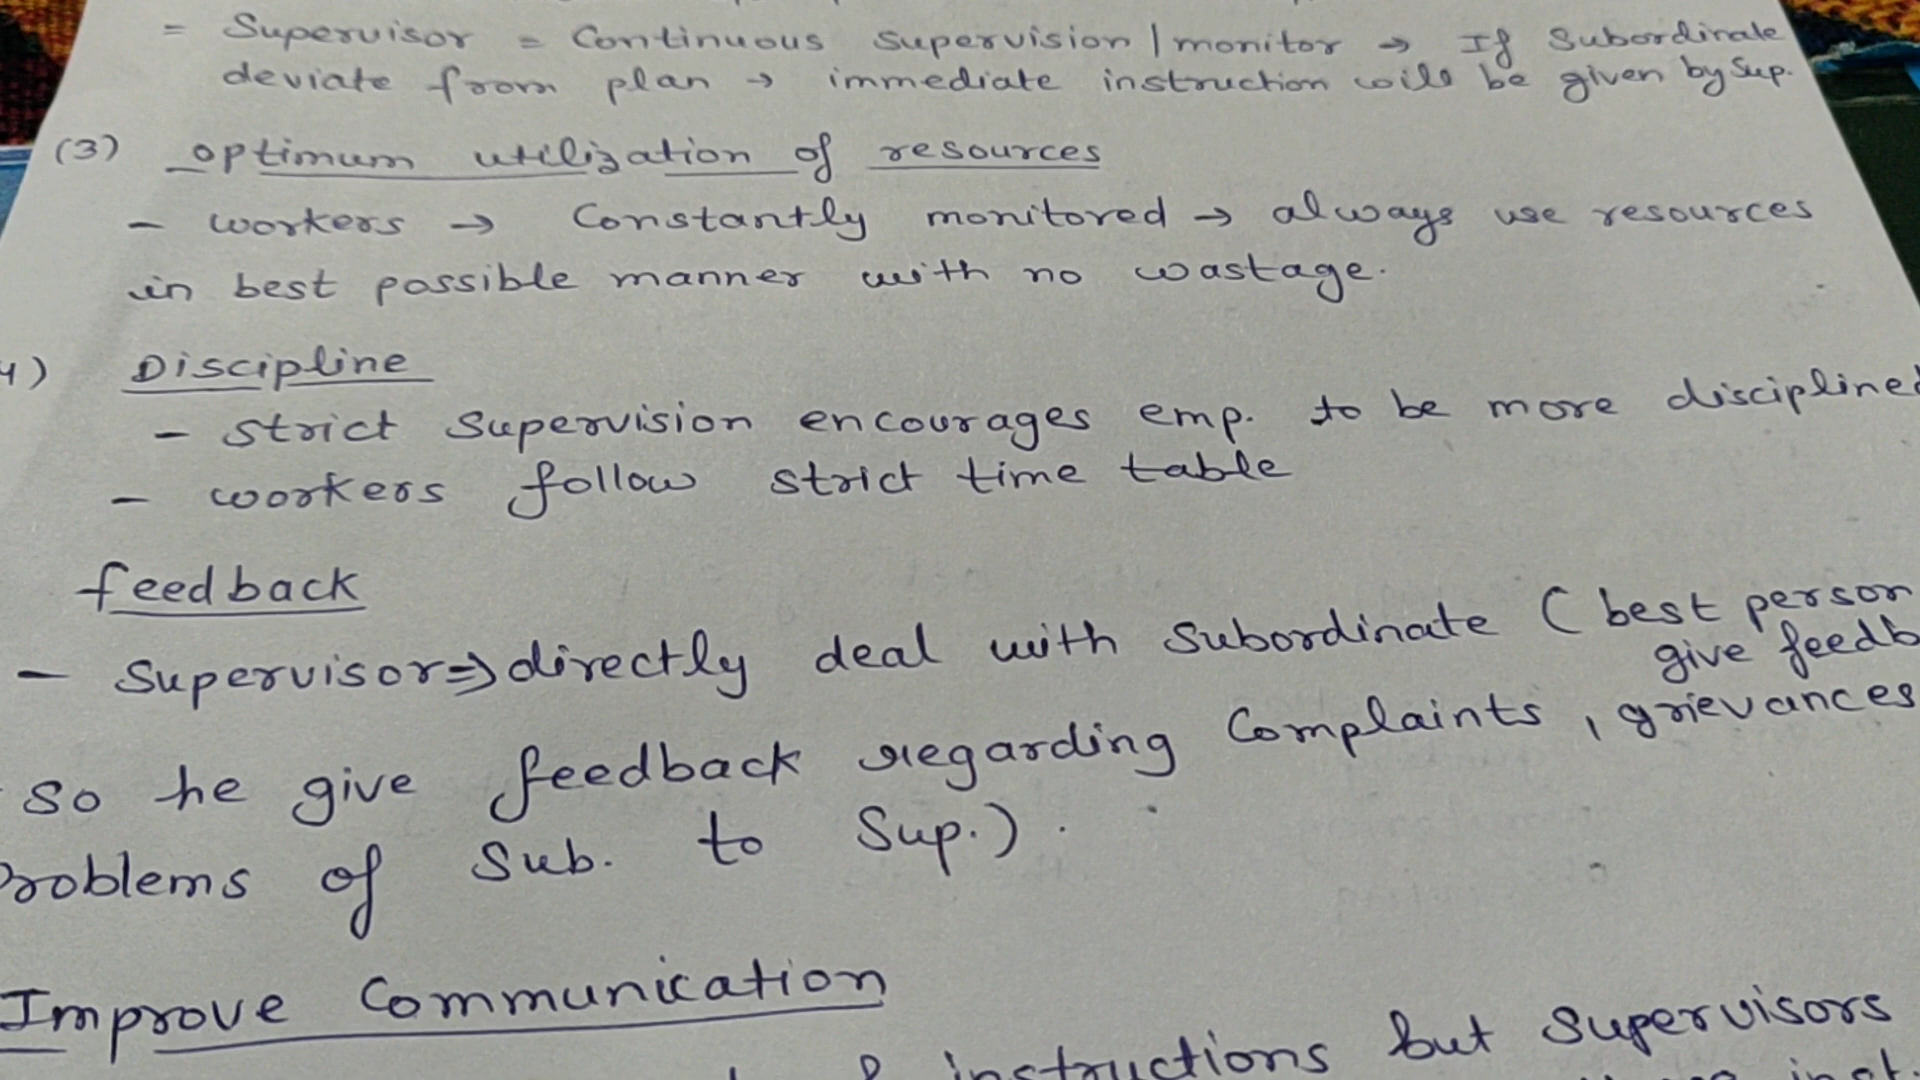 = Supervisor = Continuous supervision / monitor → If Subordinate
deviate from plan → immediate instruction will be given by Sup.
(3) optimum utilization of resources
- workers → Constantly monitored → always use resources
in best possible manner with no wastage.
4) Discipline
- strict supervision encourages emp. to be more disciplined
- workers follow strict time table
feedback
- Supervisor ⇒ directly deal with subordinate ( best person
give feedb
so he give feedback regarding Complaints, grievances
Problems of Sub. to Sup.).
Improve Communication
instructions but supervisors